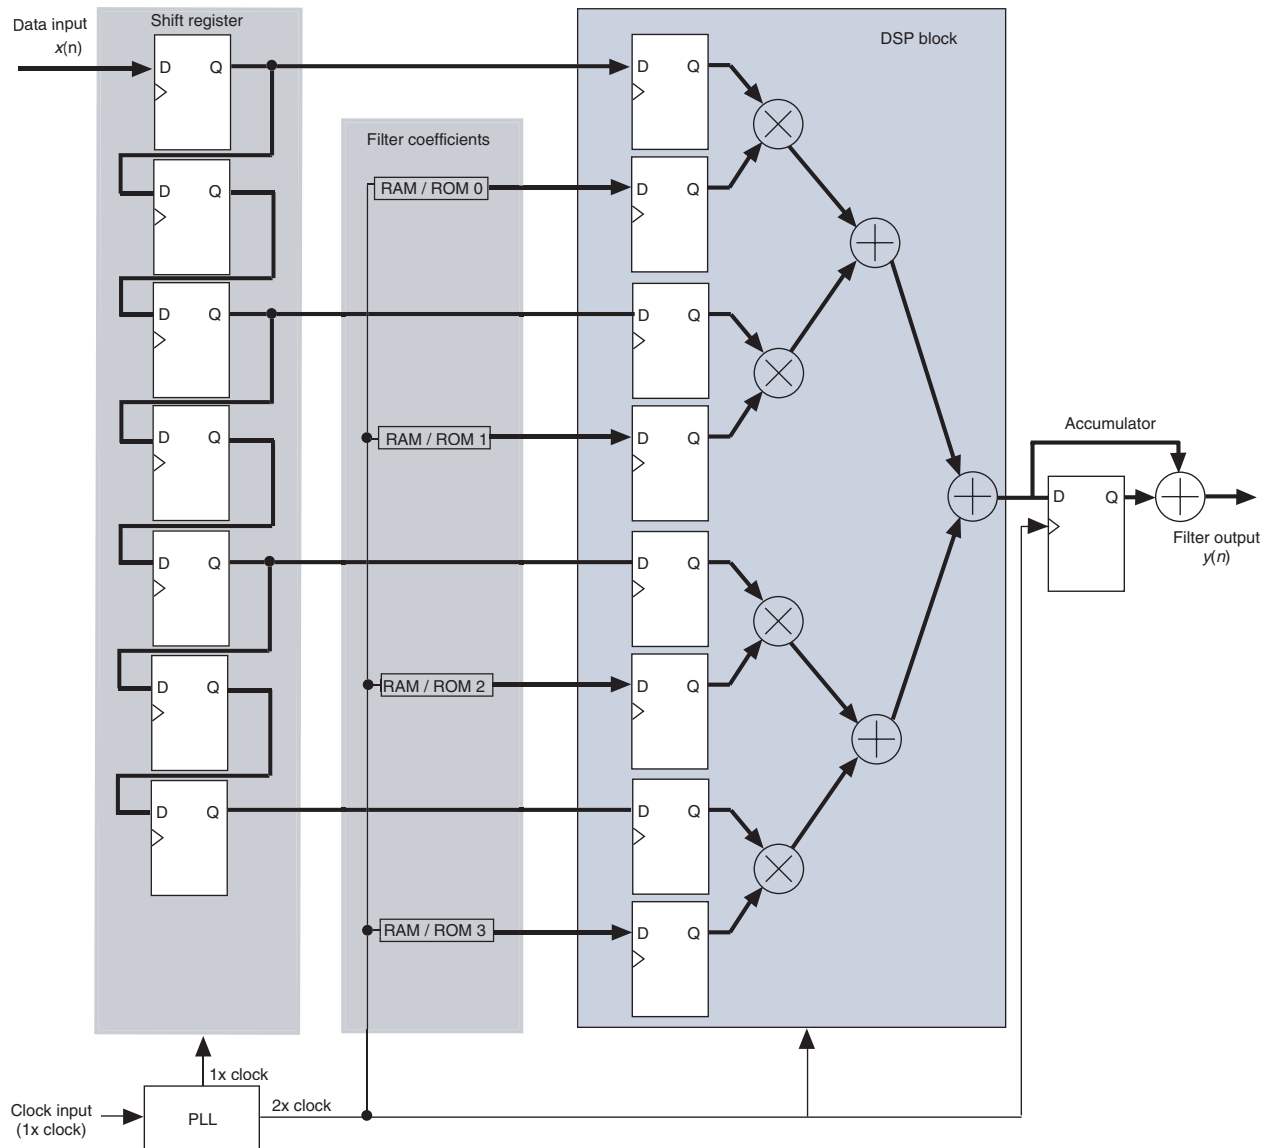 Data input
x(n)
Shift register
D Q
D Q
D Q
D Q
D Q
D Q
D Q
Filter coefficients
RAM / ROM 0
RAM / ROM 1
RAM / ROM 2
RAM / ROM 3
DSP block
D Q
D Q
D Q
D Q
D Q
D Q
D Q
D Q
Accumulator
D Q
Filter output
y(n)
1x clock
2x clock
Clock input
(1x clock)
PLL